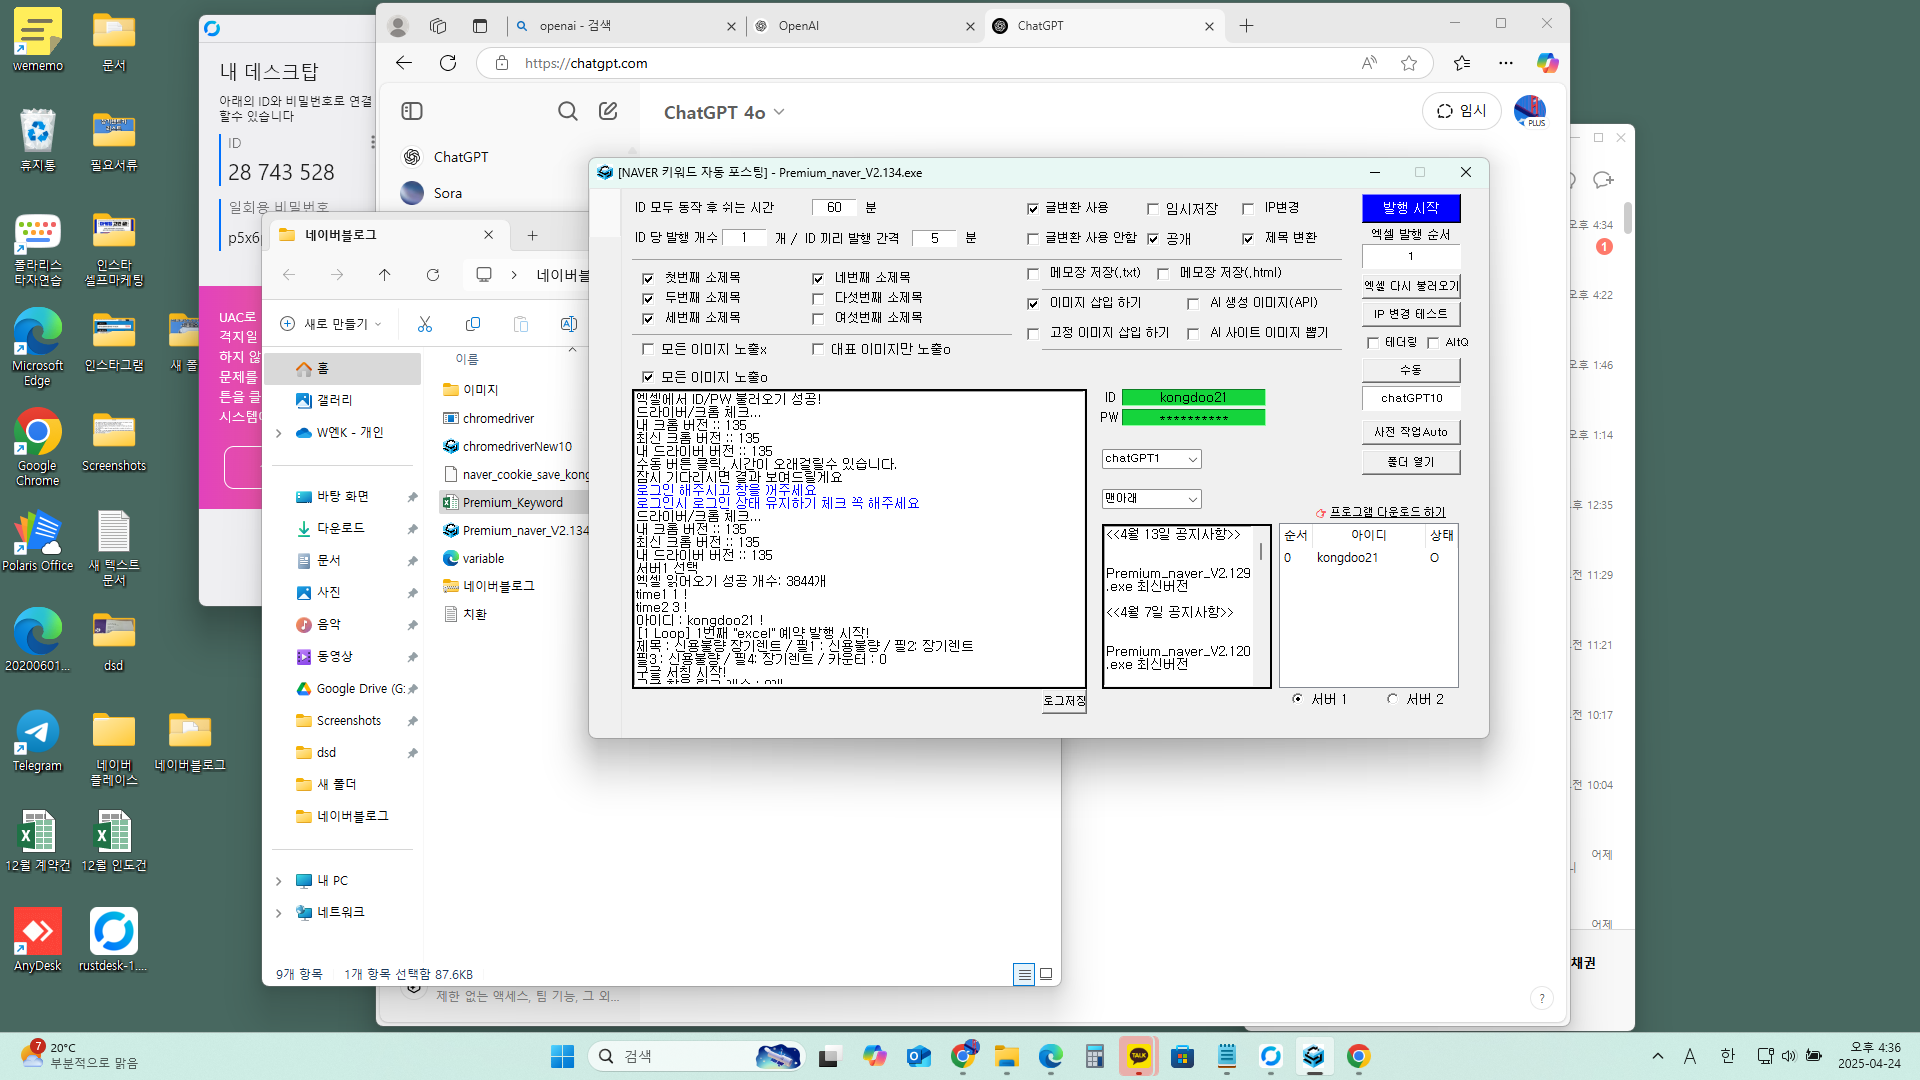 wememo
문서
휴지통
필요서류
폴라리스
타자연습
인스타
셀프마케팅
Microsoft
Edge
인스타그램
새 폴
Google
Chrome
Screenshots
Polaris Office
새 텍스트
문서
20200601...
dsd
Telegram
네이버
플레이스
네이버블로그
12월 계약건
12월 인도건
AnyDesk
rustdesk-1....
내 데스크탑
아래의 ID와 비밀번호로 연결
할수 있습니다
ID
28 743 528
일회용 비밀번호
p5x6p
UAC로
격지일
하지 않
문제를
튼을 클
시스템에
openai - 검색
OpenAI
ChatGPT
https://chatgpt.com
ChatGPT 4o
임시
PLUS
ChatGPT
Sora
제한 없는 액세스, 팀 기능, 그 외...
?
네이버블로그
네이버블
새로 만들기
이름
홈
갤러리
W엔K - 개인
바탕 화면
다운로드
문서
사진
음악
동영상
Google Drive (G:
Screenshots
dsd
새 폴더
네이버블로그
내 PC
네트워크
이미지
chromedriver
chromedriverNew10
naver_cookie_save_kong
Premium_Keyword
Premium_naver_V2.134
variable
네이버블로그
치환
9개 항목
1개 항목 선택함 87.6KB
[NAVER 키워드 자동 포스팅] - Premium_naver_V2.134.exe
ID 모두 동작 후 쉬는 시간 60 분
ID 당 발행 개수 1 개 / ID 끼리 발행 간격 5 분
글변환 사용
임시저장
IP변경
글변환 사용 안함
공개
제목 변환
첫번째 소제목
네번째 소제목
두번째 소제목
다섯번째 소제목
세번째 소제목
여섯번째 소제목
모든 이미지 노출x
대표 이미지만 노출o
모든 이미지 노출o
메모장 저장(.txt)
메모장 저장(.html)
이미지 삽입 하기
AI 생성 이미지(API)
고정 이미지 삽입 하기
AI 사이트 이미지 뽑기
발행 시작
엑셀 발행 순서
1
엑셀 다시 불러오기
IP 변경 테스트
테더링
AltQ
수동
chatGPT10
사전 작업Auto
폴더 열기
엑셀에서 ID/PW 불러오기 성공!
드라이버/크롬 체크...
내 크롬 버전 :: 135
최신 크롬 버전 :: 135
내 드라이버 버전 :: 135
수동 버튼 클릭, 시간이 오래걸릴수 있습니다.
잠시 기다리시면 결과 보여드릴게요
로그인 해주시고 창을 꺼주세요
로그인시 로그인 상태 유지하기 체크 꼭 해주세요
드라이버/크롬 체크...
내 크롬 버전 :: 135
최신 크롬 버전 :: 135
내 드라이버 버전 :: 135
서버1 선택
엑셀 읽어오기 성공 개수: 3844개
time1 1 !
time2 3 !
아이디 : kongdoo21 !
[1 Loop] 1번째 "excel" 예약 발행 시작!
제목 : 신용불량 장기렌트 / 필1 : 신용불량 / 필2: 장기렌트
필3 : 신용불량 / 필4: 장기렌트 / 카운터 : 0
구글 서칭 시작!
로그저장
ID kongdoo21
PW **********
chatGPT1
맨아래
<<4월 13일 공지사항>>
Premium_naver_V2.129
.exe 최신버전
<<4월 7일 공지사항>>
Premium_naver_V2.120
.exe 최신버전
프로그램 다운로드 하기
순서 아이디 상태
0 kongdoo21 O
서버 1
서버 2
오후 4:34
1
오후 4:22
오후 1:46
오후 1:14
오후 12:35
오전 11:29
오전 11:21
오전 10:17
오전 10:04
어제
어제
채권
7
20°C
부분적으로 맑음
검색
TALK
A
한
오후 4:36
2025-04-24